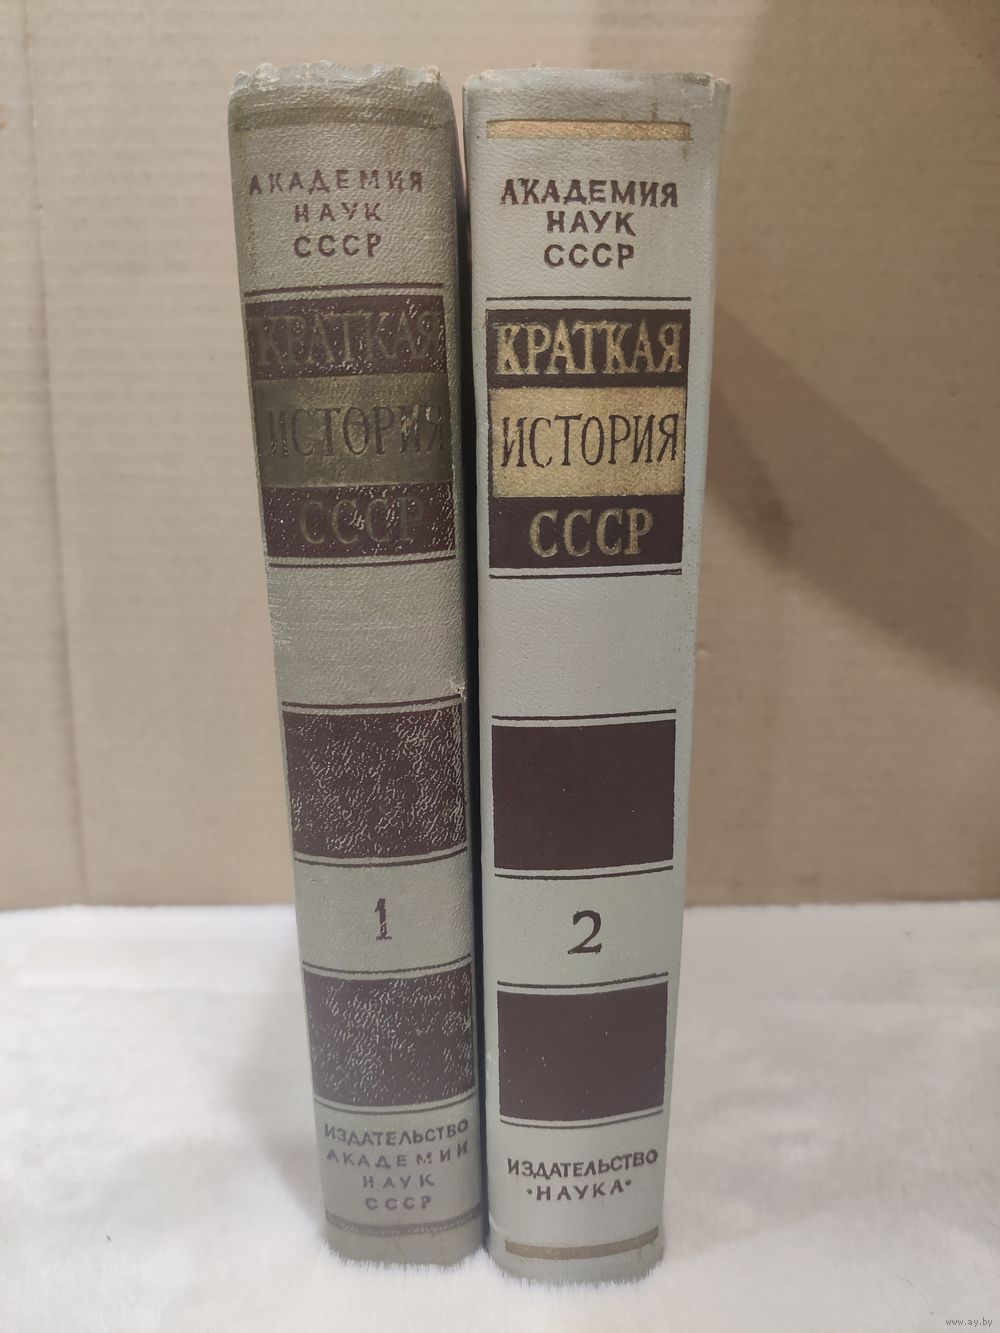 АКАДЕМИЯ
НАУК
СССР
КРАТКАЯ
ИСТОРИЯ
СССР
1
ИЗДАТЕЛЬСТВО
АКАДЕМИИ
НАУК
СССР
АКАДЕМИЯ
НАУК
СССР
КРАТКАЯ
ИСТОРИЯ
СССР
2
ИЗДАТЕЛЬСТВО
•НАУКА•
www.ay.by